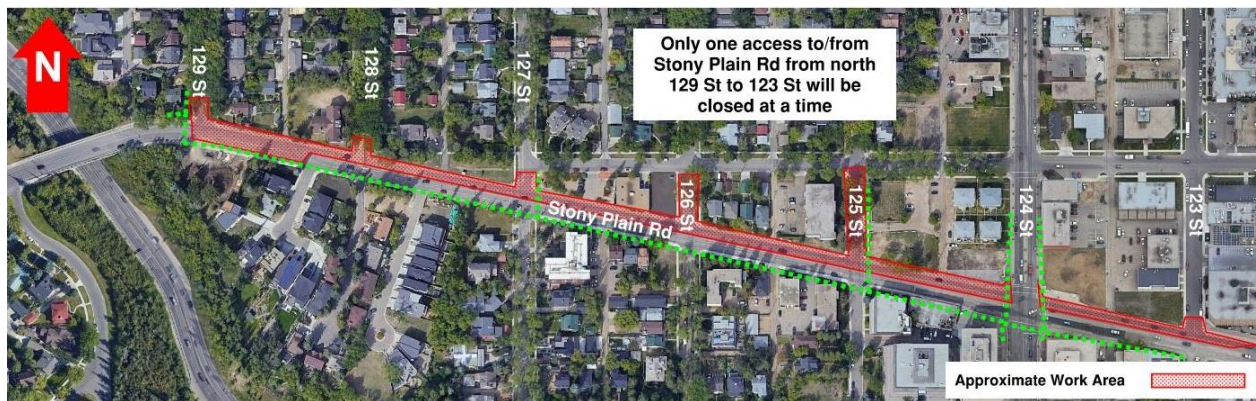 N
Only one access to/from
Stony Plain Rd from north
129 St to 123 St will be
closed at a time
129 St
128 St
127 St
126 St
125 St
124 St
123 St
Stony Plain Rd
Approximate Work Area